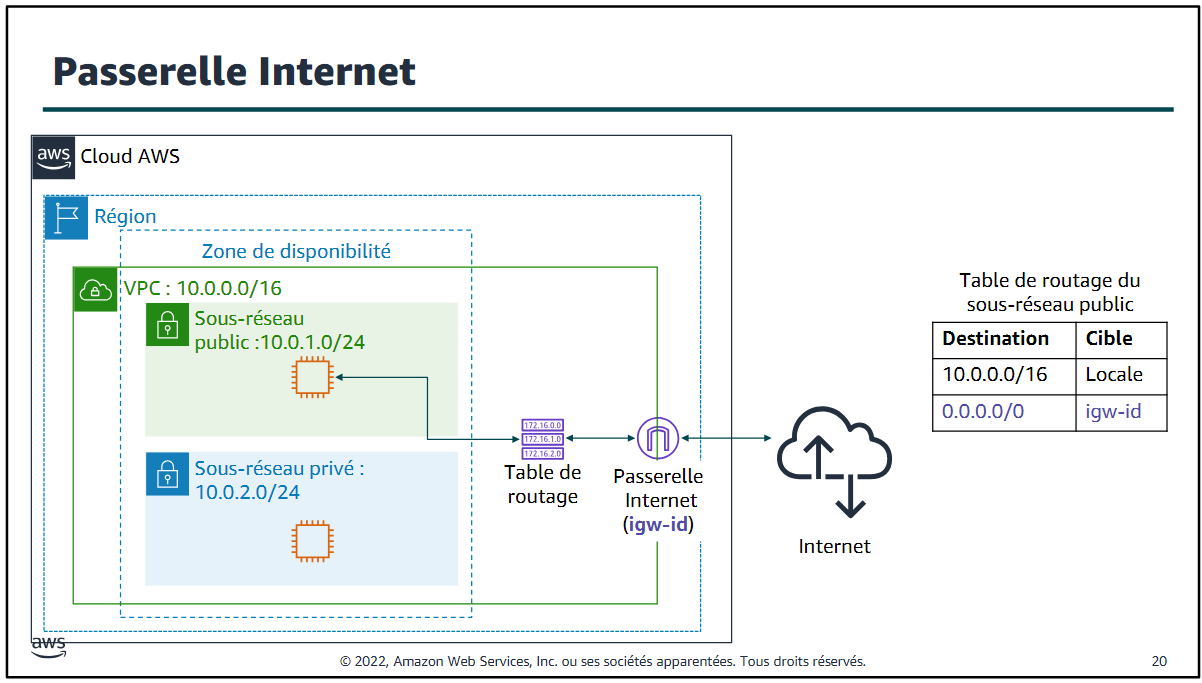 Passerelle Internet
aws
Cloud AWS
Région
Zone de disponibilité
VPC : 10.0.0.0/16
Sous-réseau
public :10.0.1.0/24
Sous-réseau privé :
10.0.2.0/24
172.16.0.0
172.16.1.0
172.16.2.0
Table de
routage
Passerelle
Internet
(igw-id)
Internet
Table de routage du
sous-réseau public
Destination Cible
10.0.0.0/16 Locale
0.0.0.0/0 igw-id
aws
© 2022, Amazon Web Services, Inc. ou ses sociétés apparentées. Tous droits réservés.
20